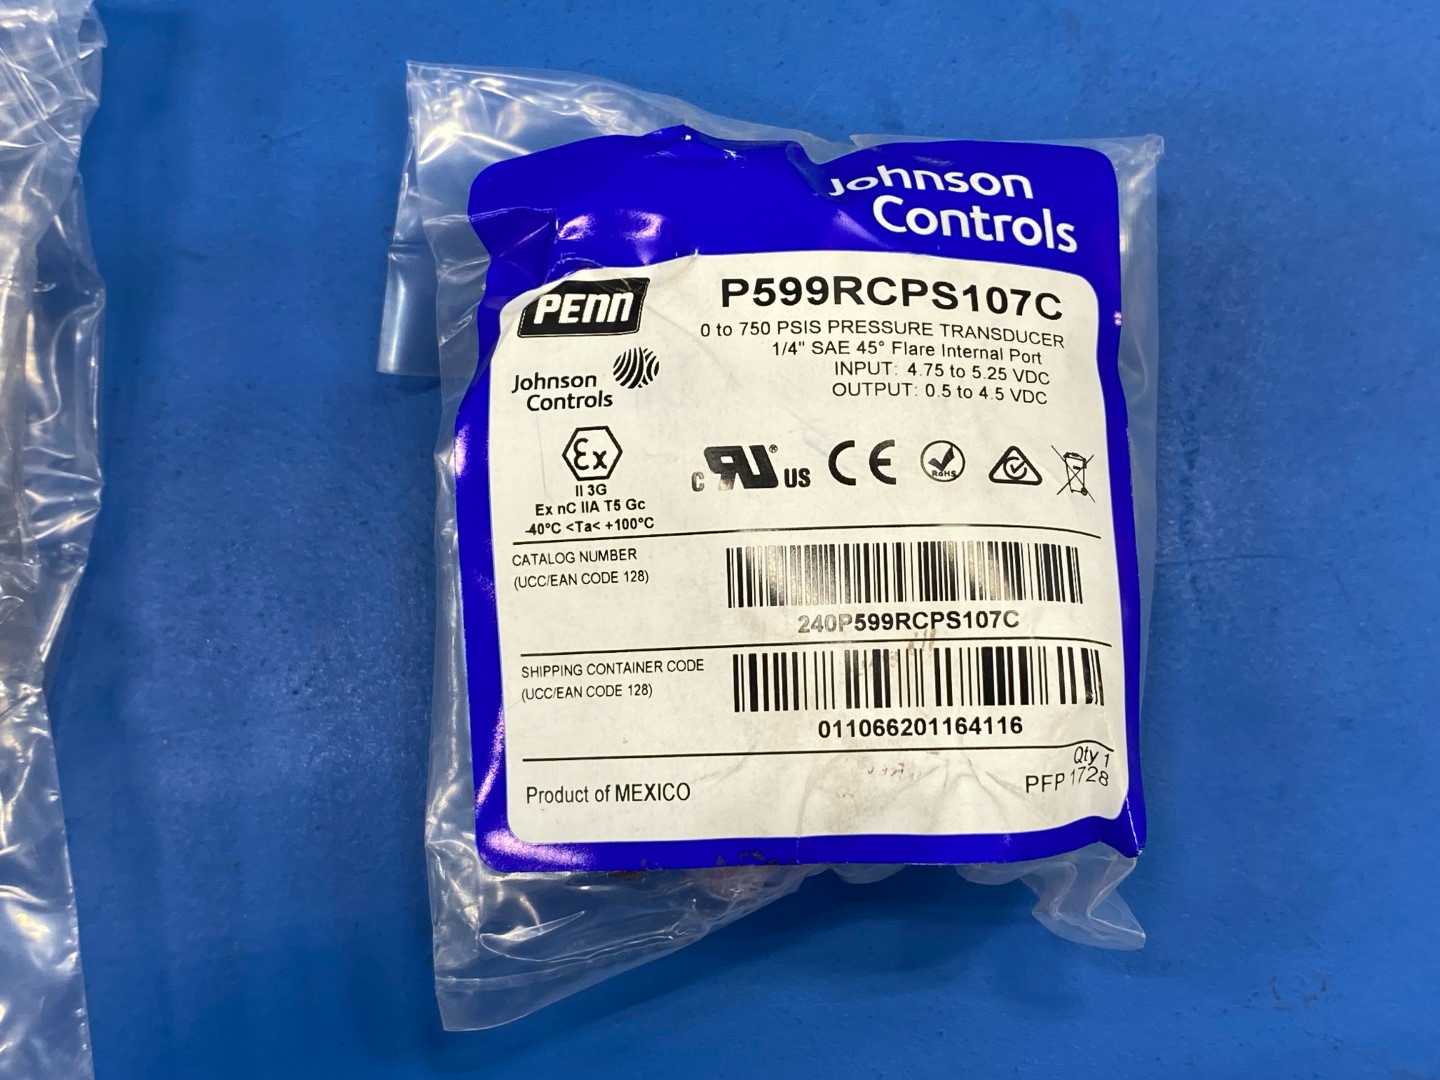 Johnson
Controls
PENN
P599RCPS107C
0 to 750 PSIS PRESSURE TRANSDUCER
1/4" SAE 45° Flare Internal Port
INPUT: 4.75 to 5.25 VDC
OUTPUT: 0.5 to 4.5 VDC
Johnson
Controls
Ex
II 3G
Ex nC IIA T5 Gc
-40°C <Ta< +100°C
c RU® US CE RoHS
CATALOG NUMBER
(UCC/EAN CODE 128)
240P599RCPS107C
SHIPPING CONTAINER CODE
(UCC/EAN CODE 128)
011066201164116
Qty 1
Product of MEXICO
PFP 1728